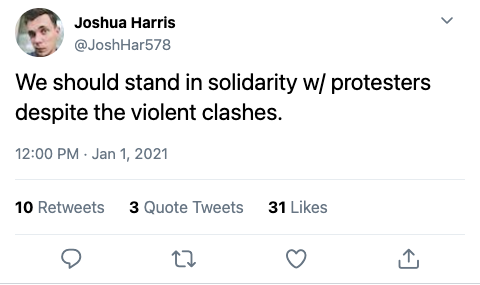 Joshua Harris
@JoshHar578
We should stand in solidarity w/ protesters
despite the violent clashes.
12:00 PM · Jan 1, 2021
10 Retweets 3 Quote Tweets 31 Likes